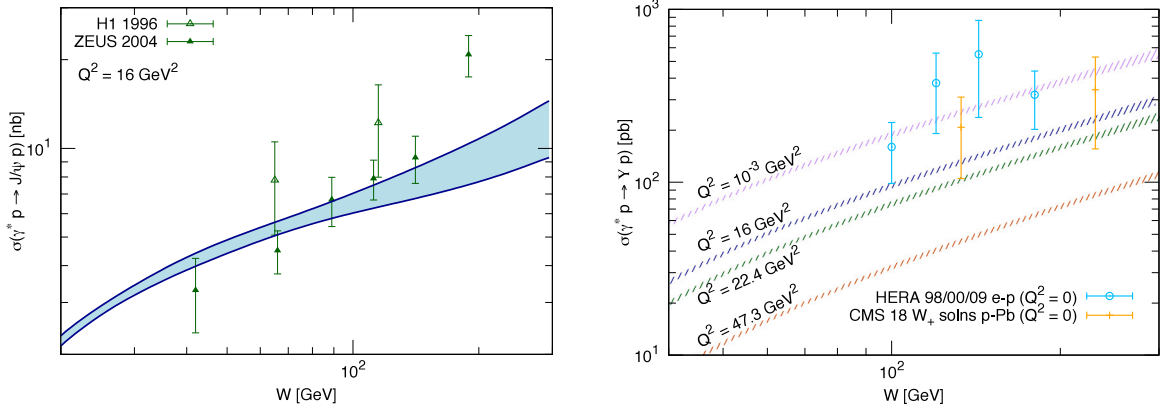 H1 1996
ZEUS 2004
Q² = 16 GeV²
σ(γ* p → J/ψ p) [nb]
10¹
10²
W [GeV]
10³
10²
10¹
σ(γ* p → Υ p) [pb]
Q² = 10⁻³ GeV²
Q² = 16 GeV²
Q² = 22.4 GeV²
Q² = 47.3 GeV²
HERA 98/00/09 e-p (Q² = 0)
CMS 18 W₊ solns p-Pb (Q² = 0)
10²
W [GeV]